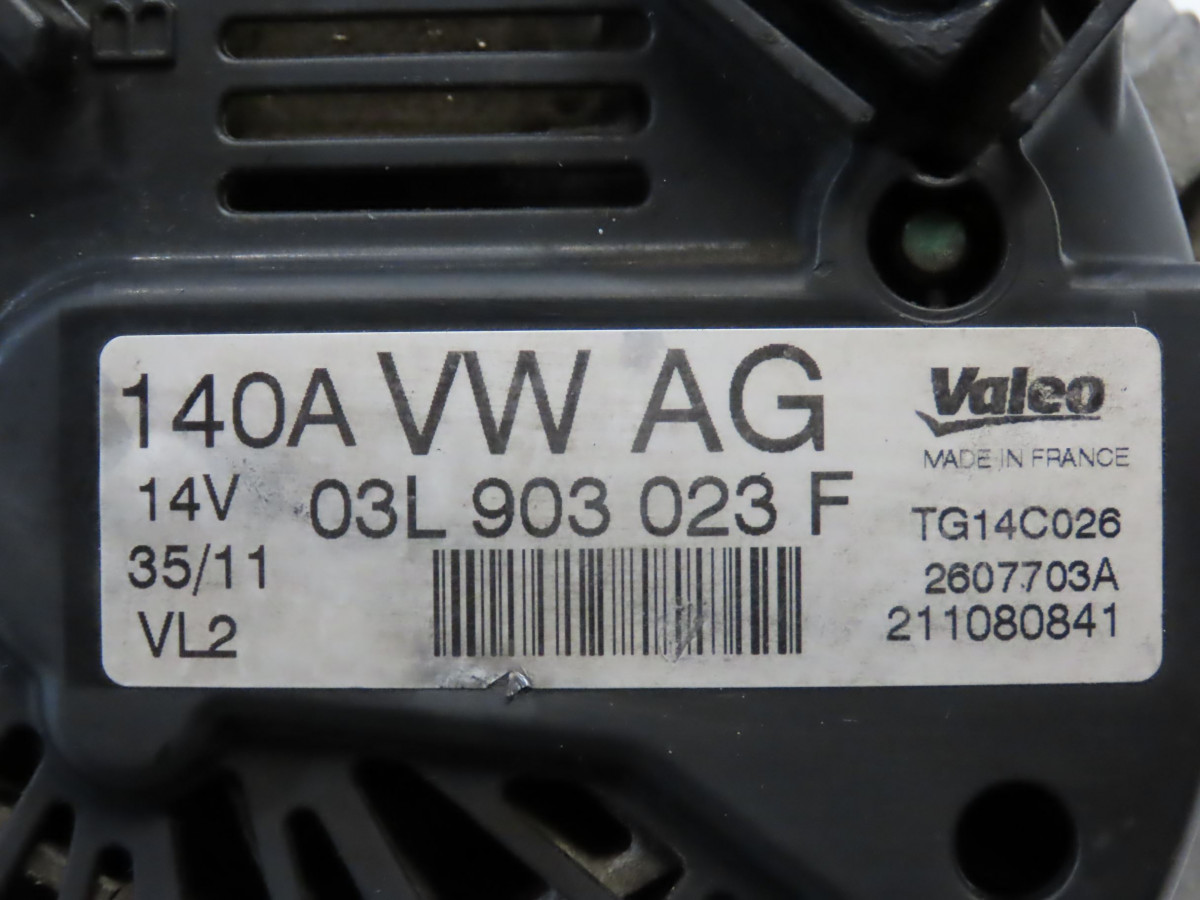 B
140A VW AG
14V 03L 903 023 F
35/11
VL2
Valeo
MADE IN FRANCE
TG14C026
2607703A
211080841